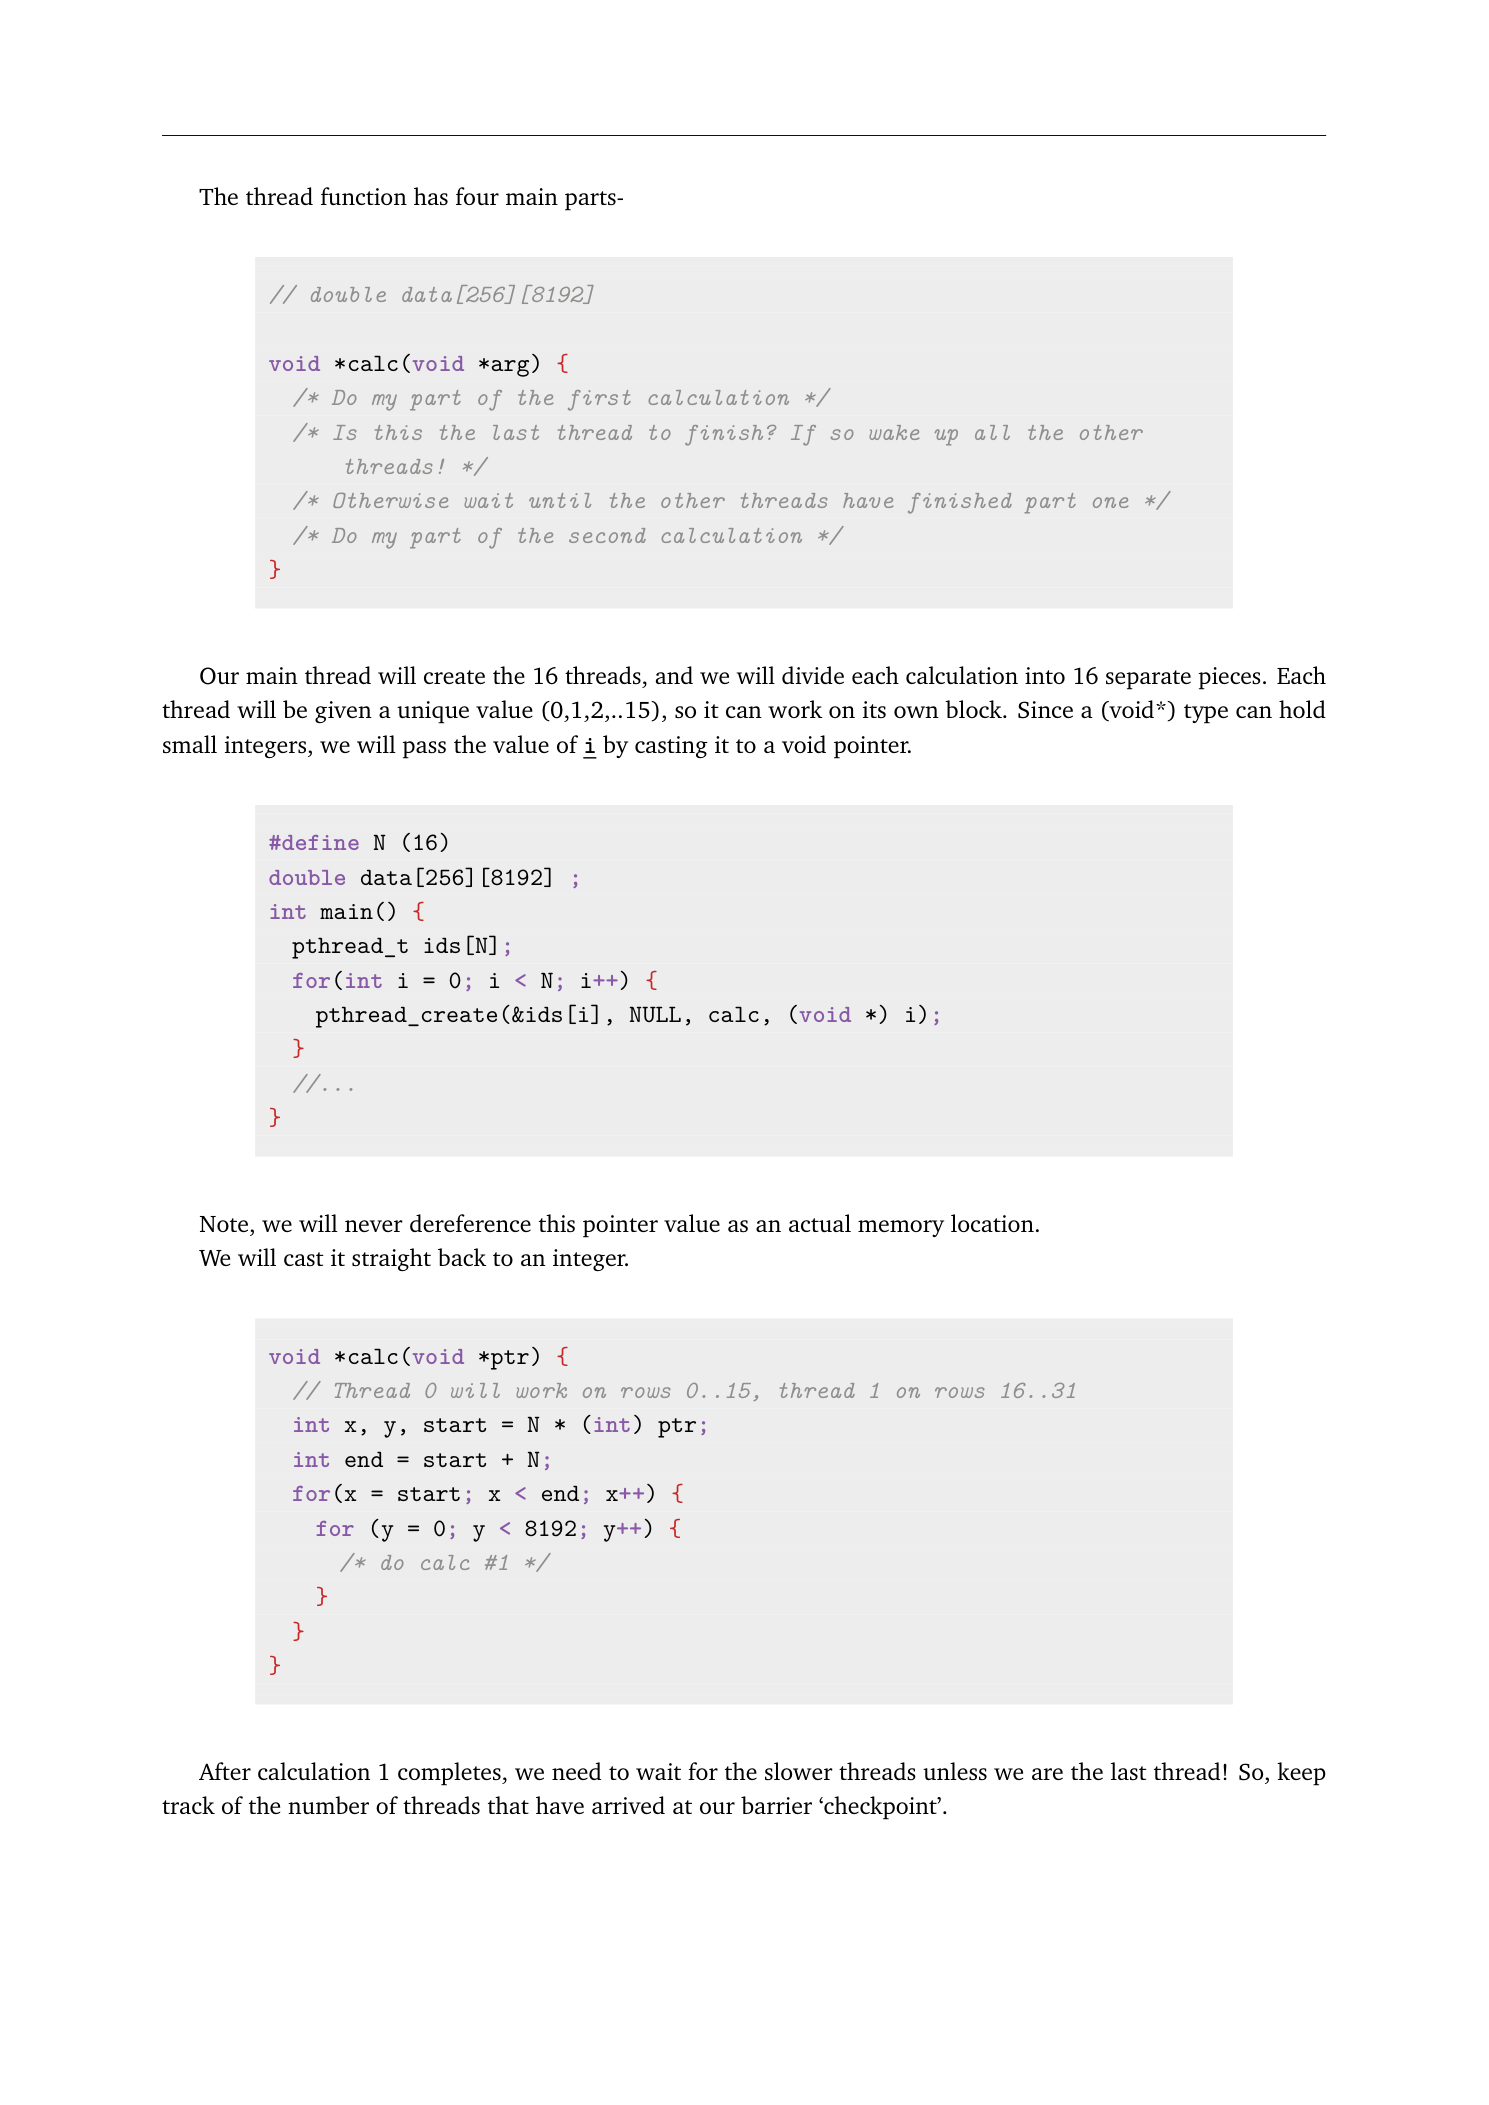 The thread function has four main parts-
// double data[256][8192]
void *calc(void *arg) {
/* Do my part of the first calculation */
/* Is this the last thread to finish? If so wake up all the other
threads! */
/* Otherwise wait until the other threads have finished part one */
/* Do my part of the second calculation */
}
Our main thread will create the 16 threads, and we will divide each calculation into 16 separate pieces. Each
thread will be given a unique value (0,1,2,..15), so it can work on its own block. Since a (void*) type can hold
small integers, we will pass the value of i by casting it to a void pointer.
#define N (16)
double data[256][8192] ;
int main() {
pthread_t ids[N];
for(int i = 0; i < N; i++) {
pthread_create(&ids[i], NULL, calc, (void *) i);
}
//...
}
Note, we will never dereference this pointer value as an actual memory location.
We will cast it straight back to an integer.
void *calc(void *ptr) {
// Thread 0 will work on rows 0..15, thread 1 on rows 16..31
int x, y, start = N * (int) ptr;
int end = start + N;
for(x = start; x < end; x++) {
for (y = 0; y < 8192; y++) {
/* do calc #1 */
}
}
}
After calculation 1 completes, we need to wait for the slower threads unless we are the last thread! So, keep
track of the number of threads that have arrived at our barrier ‘checkpoint’.